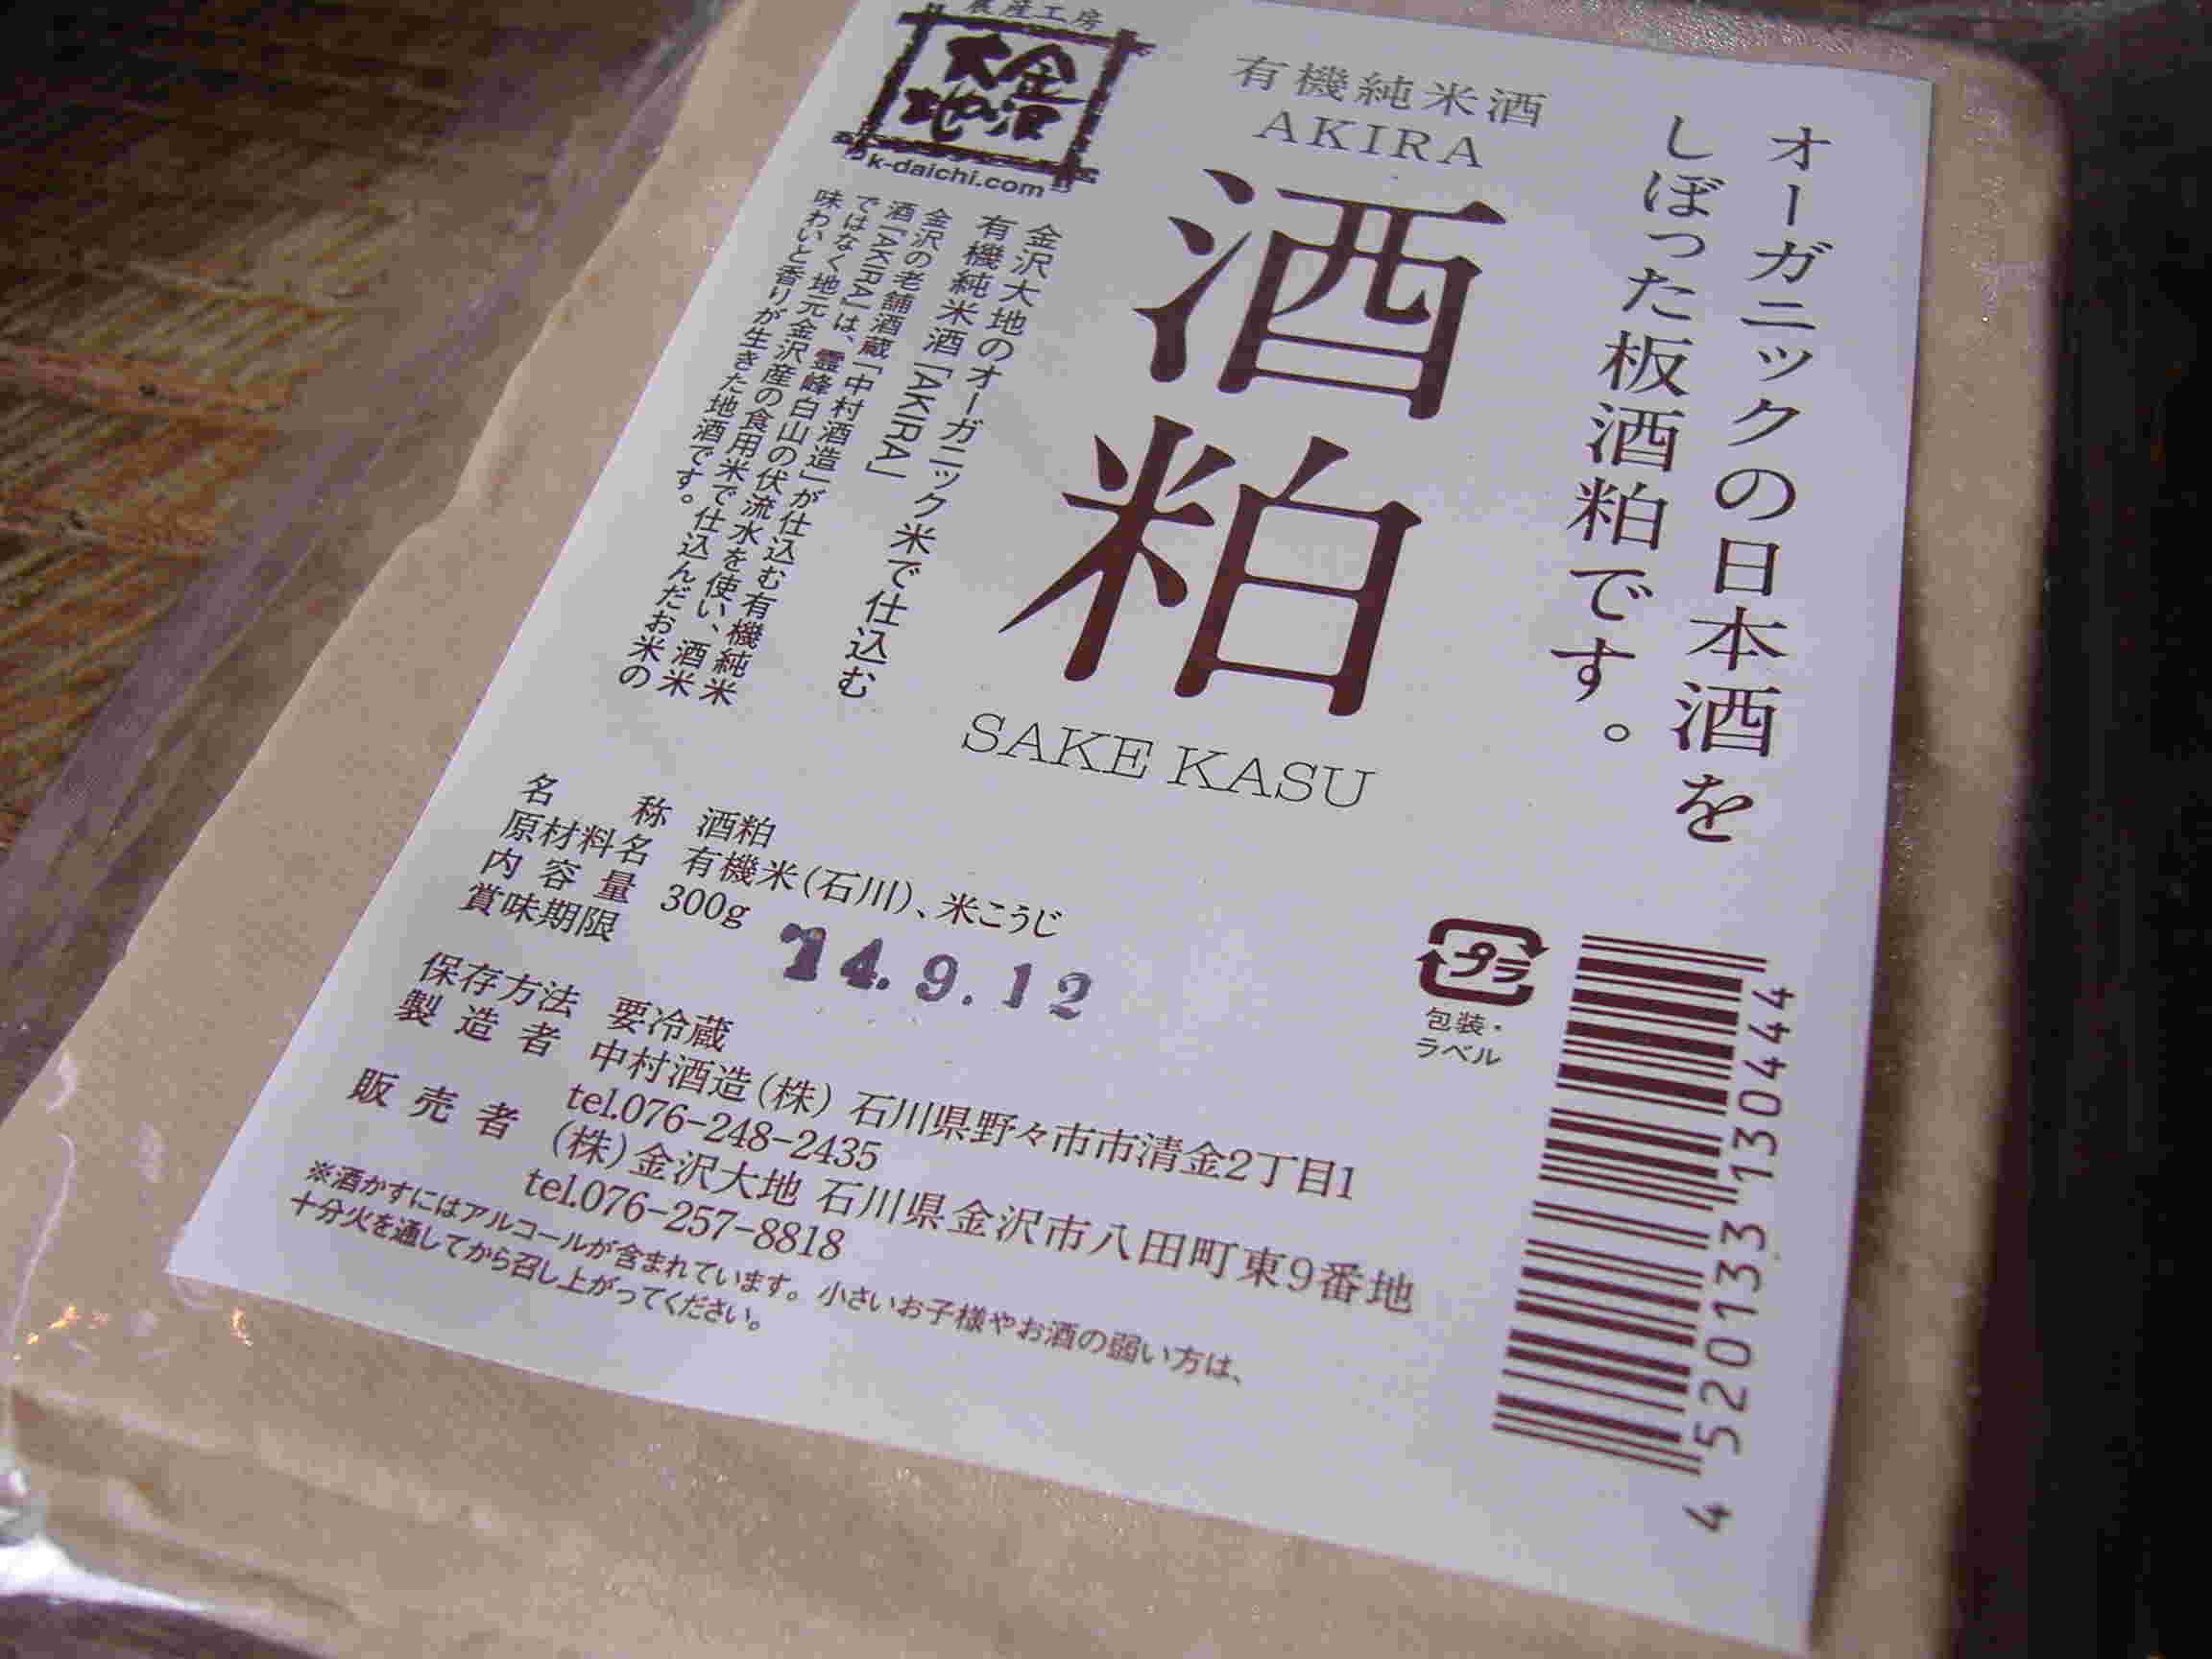 農産工房
金沢
大地
k-daichi.com
有機純米酒
AKIRA
酒粕
SAKE KASU
オーガニックの日本酒を
しぼった板酒粕です。
金沢大地のオーガニック米で仕込む
有機純米酒「AKIRA」
金沢の老舗酒蔵「中村酒造」が仕込む有機純米
酒「AKIRA」は、霊峰白山の伏流水を使い、酒米
ではなく地元金沢産の食用米で仕込んだお米の
味わいと香りが生きた地酒です。
名称 酒粕
原材料名 有機米(石川)、米こうじ
内容量 300g
賞味期限 14.9.12
保存方法 要冷蔵
製造者 中村酒造(株) 石川県野々市市清金2丁目1
tel.076-248-2435
販売者 (株)金沢大地 石川県金沢市八田町東9番地
tel.076-257-8818
※酒かすにはアルコールが含まれています。小さいお子様やお酒の弱い方は、
十分火を通してから召し上がってください。
プラ
包装・
ラベル
4 520133 130444